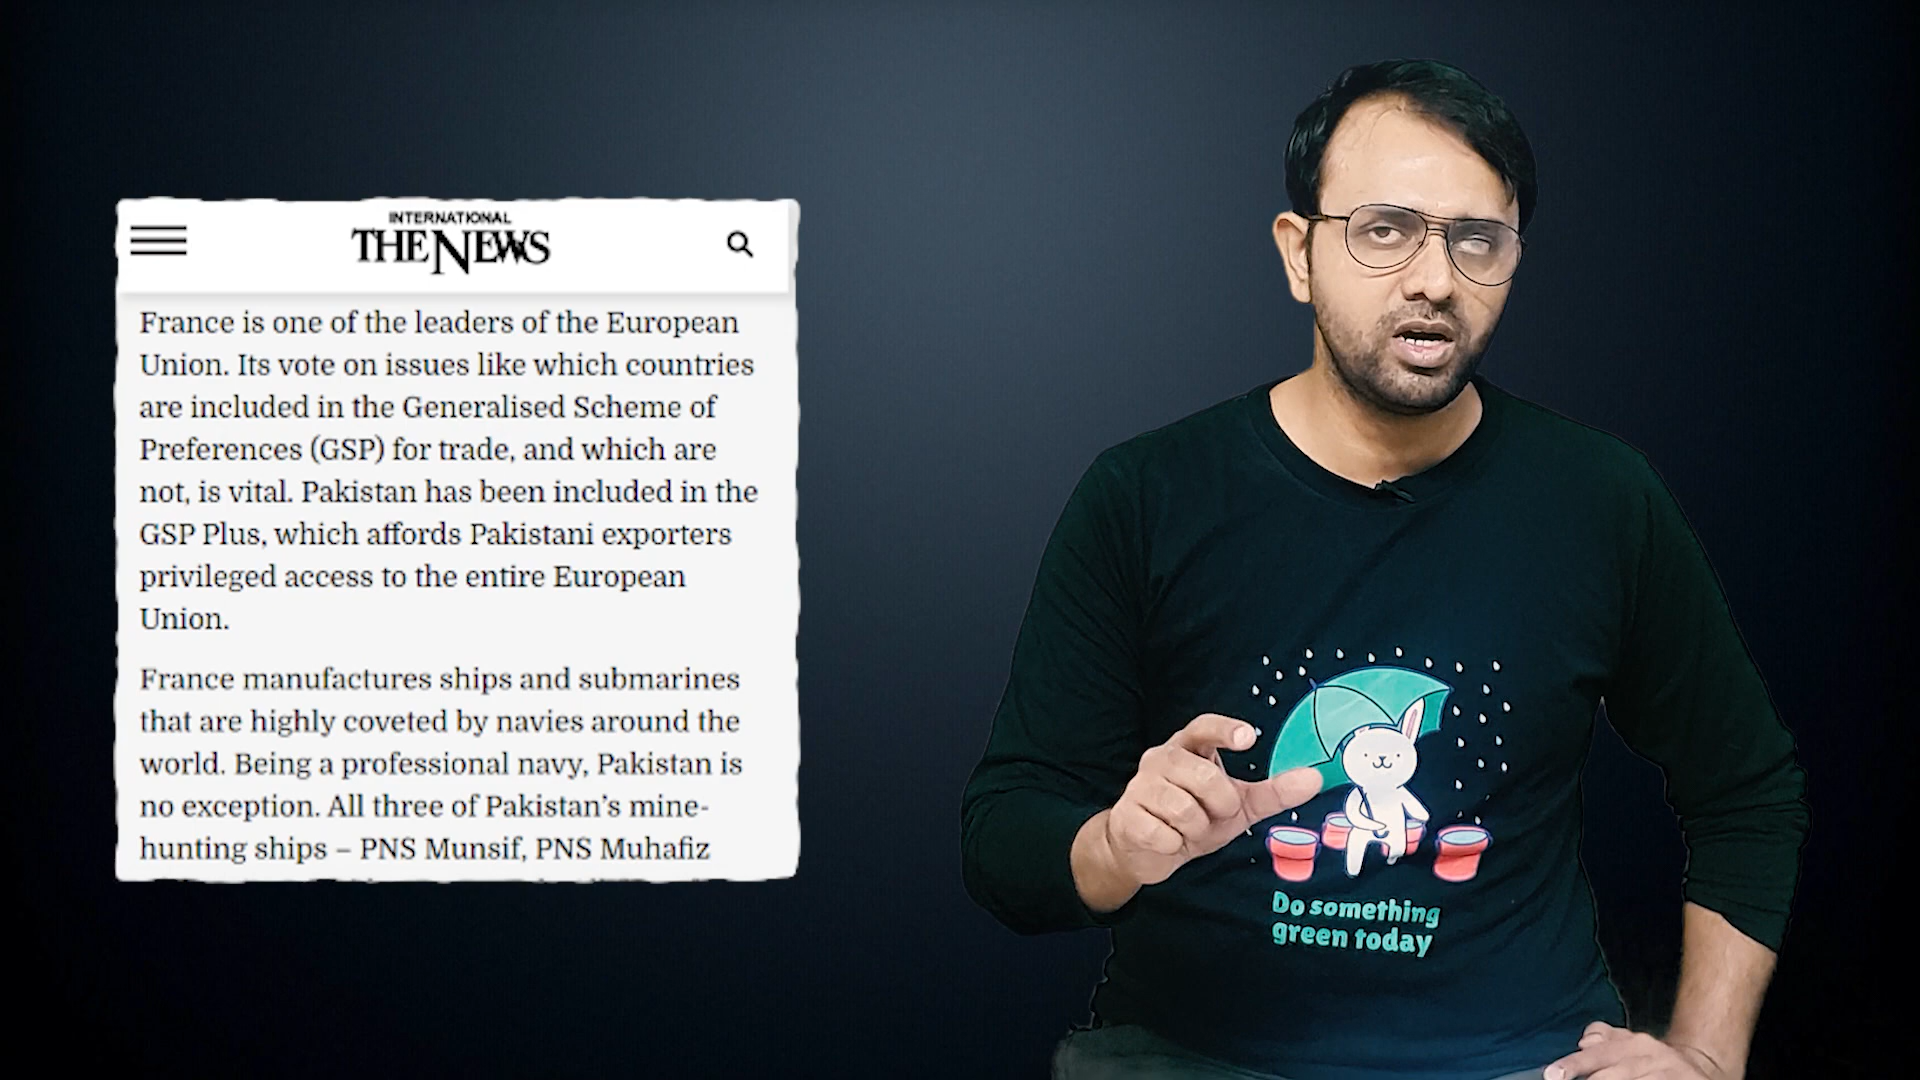 INTERNATIONAL
THE NEWS
France is one of the leaders of the European
Union. Its vote on issues like which countries
are included in the Generalised Scheme of
Preferences (GSP) for trade, and which are
not, is vital. Pakistan has been included in the
GSP Plus, which affords Pakistani exporters
privileged access to the entire European
Union.
France manufactures ships and submarines
that are highly coveted by navies around the
world. Being a professional navy, Pakistan is
no exception. All three of Pakistan’s mine-
hunting ships – PNS Munsif, PNS Muhafiz
Do something
green today